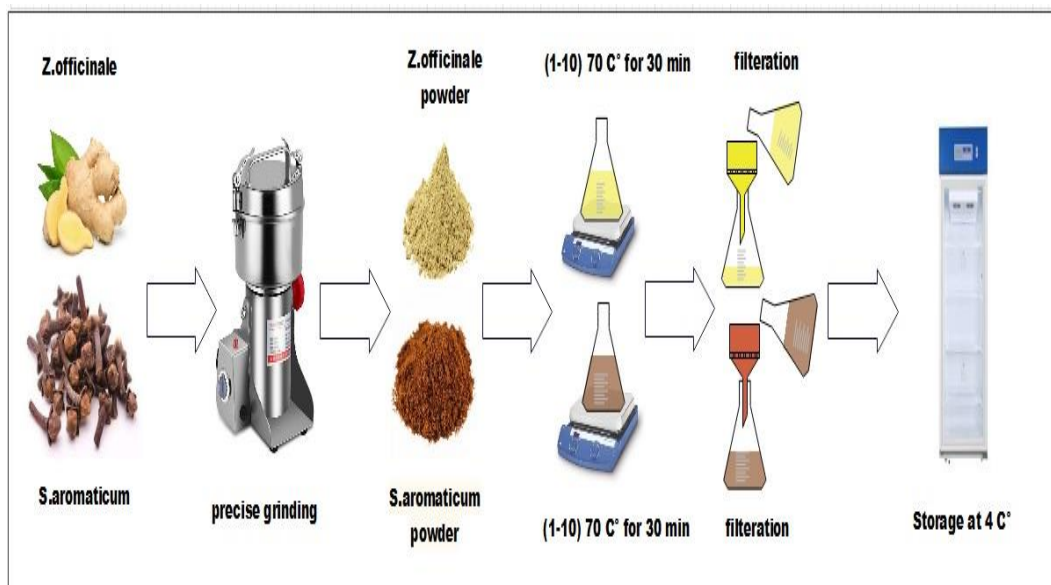 Z.officinale
Z.officinale
powder
(1-10) 70 C° for 30 min
filteration
S.aromaticum
precise grinding
S.aromaticum
powder
(1-10) 70 C° for 30 min
filteration
Storage at 4 C°